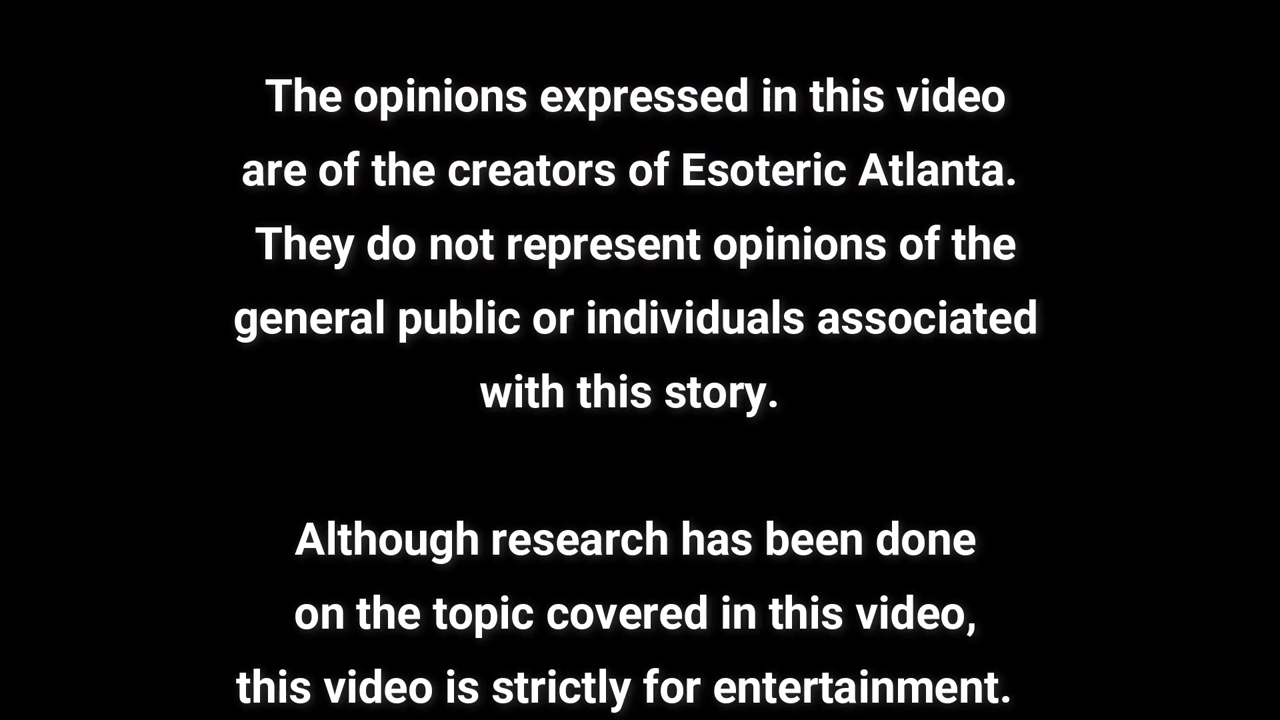 The opinions expressed in this video
are of the creators of Esoteric Atlanta.
They do not represent opinions of the
general public or individuals associated
with this story.
Although research has been done
on the topic covered in this video,
this video is strictly for entertainment.